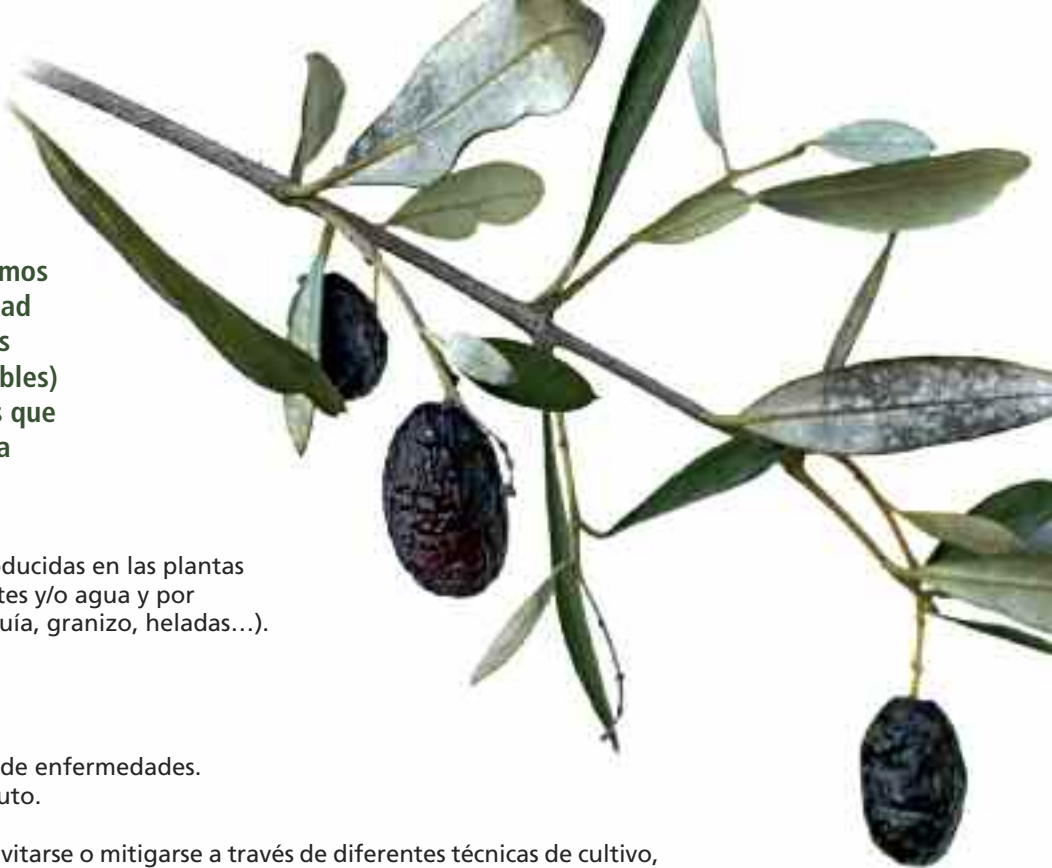 mos
ad
s
bles)
s que
a
ducidas en las plantas
tes y/o agua y por
uía, granizo, heladas…).
de enfermedades.
uto.
vitarse o mitigarse a través de diferentes técnicas de cultivo,